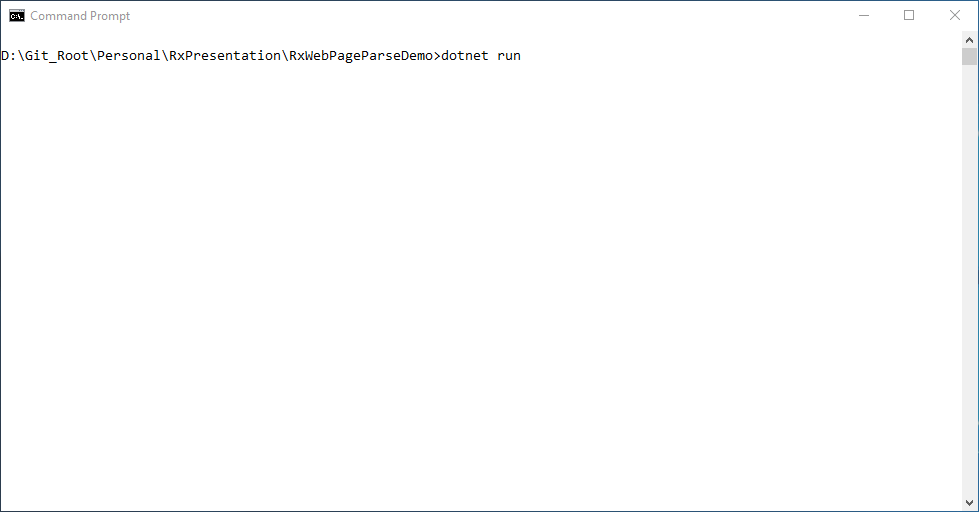 Command Prompt
D:\Git_Root\Personal\RxPresentation\RxWebPageParseDemo>dotnet run